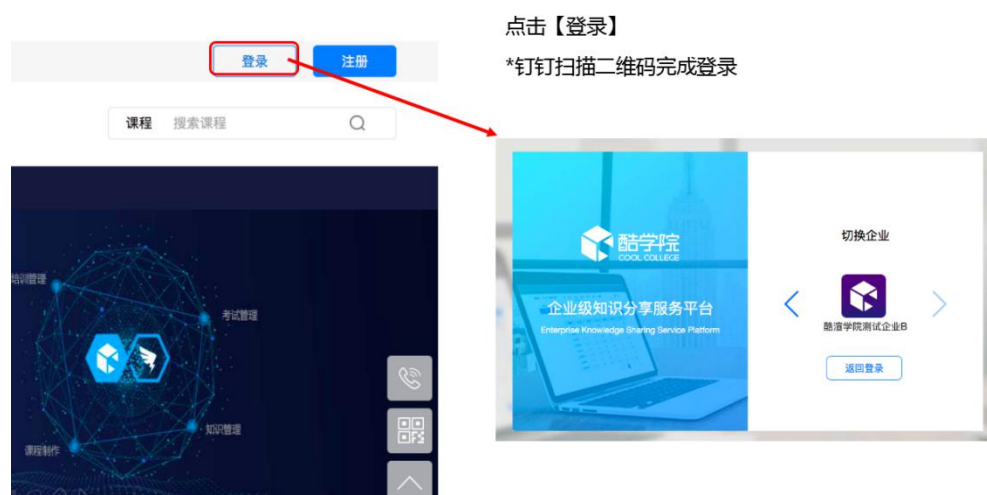 点击【登录】
*钉钉扫描二维码完成登录
登录
注册
课程 搜索课程
培训管理
考试管理
知识管理
课程制作
酷学院
COOL COLLEGE
企业级知识分享服务平台
Enterprise Knowledge Sharing Service Platform
切换企业
酷渲学院测试企业B
返回登录